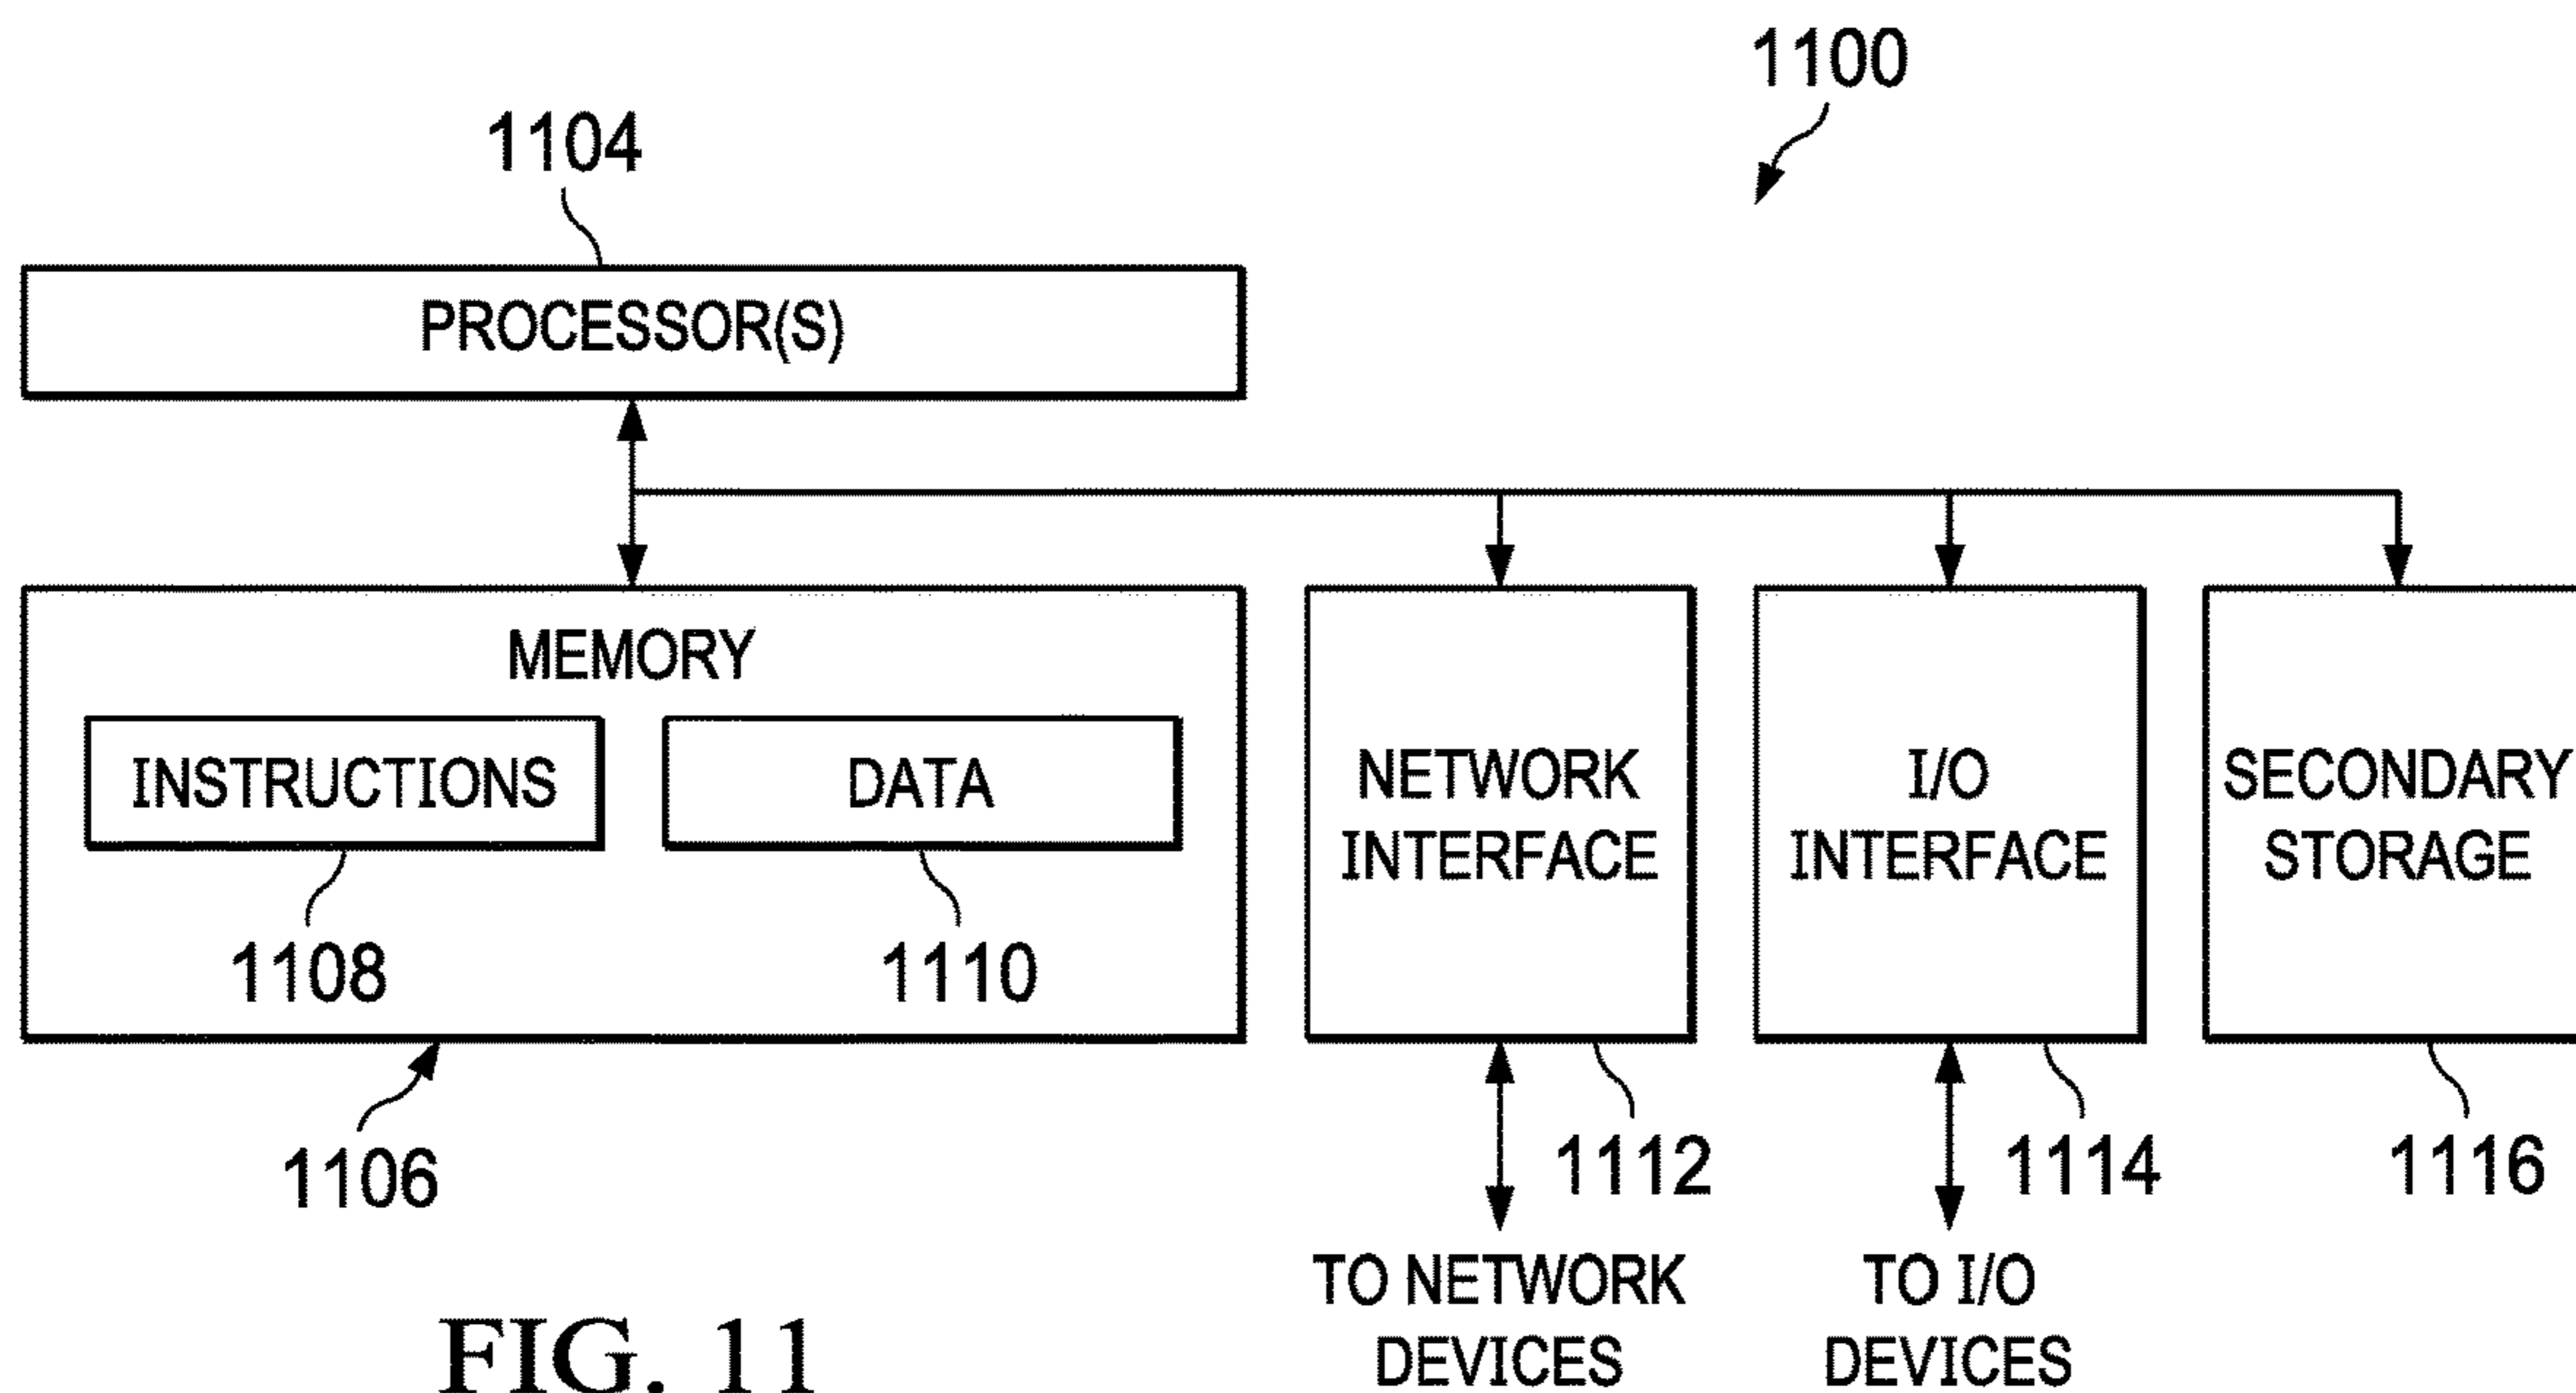 1100
1104
PROCESSOR(S)
MEMORY
INSTRUCTIONS
DATA
1108
1110
1106
NETWORK
INTERFACE
1112
TO NETWORK
DEVICES
I/O
INTERFACE
1114
TO I/O
DEVICES
SECONDARY
STORAGE
1116
FIG. 11